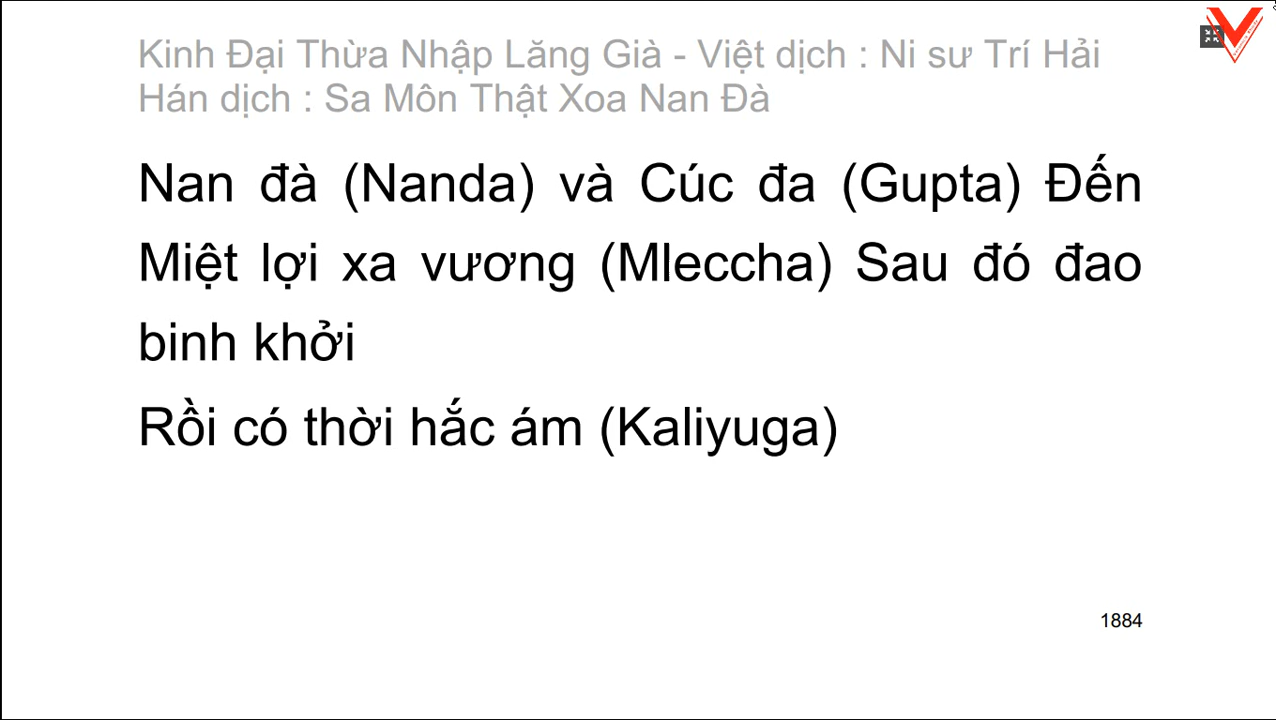 Kinh Đại Thừa Nhập Lăng Già - Việt dịch : Ni sư Trí Hải
Hán dịch : Sa Môn Thật Xoa Nan Đà
Nan đà (Nanda) và Cúc đa (Gupta) Đến
Miệt lợi xa vương (Mleccha) Sau đó đao
binh khởi
Rồi có thời hắc ám (Kaliyuga)
1884